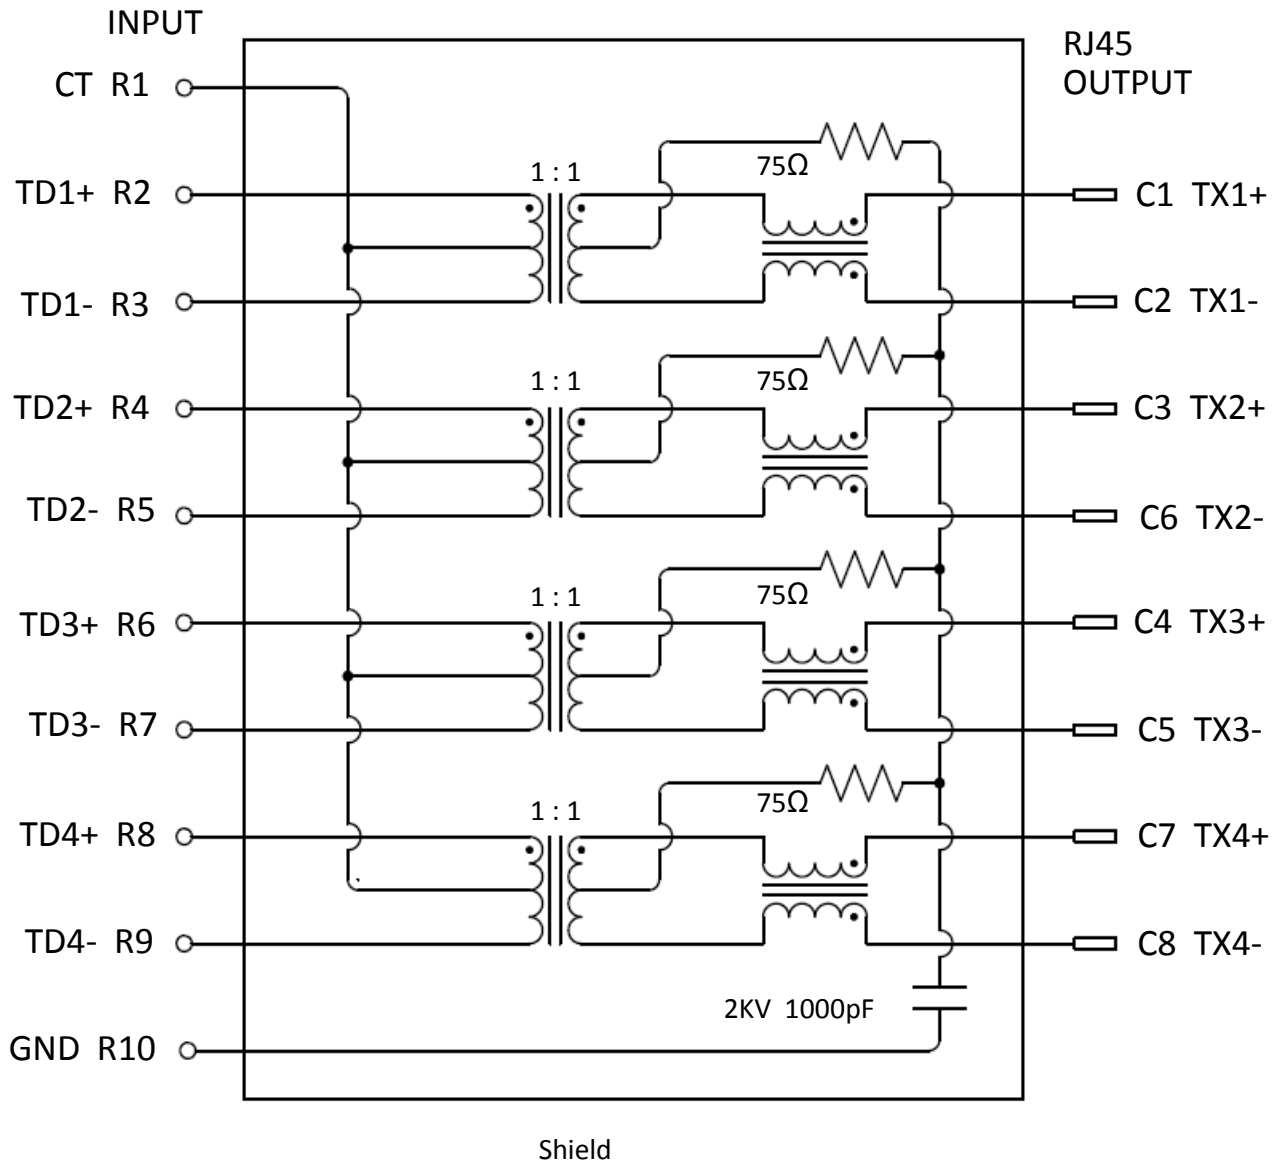 INPUT
RJ45
OUTPUT
CT R1
75Ω
1 : 1
TD1+ R2
C1 TX1+
TD1- R3
C2 TX1-
75Ω
1 : 1
TD2+ R4
C3 TX2+
TD2- R5
C6 TX2-
75Ω
1 : 1
TD3+ R6
C4 TX3+
TD3- R7
C5 TX3-
75Ω
1 : 1
TD4+ R8
C7 TX4+
TD4- R9
C8 TX4-
2KV 1000pF
GND R10
Shield